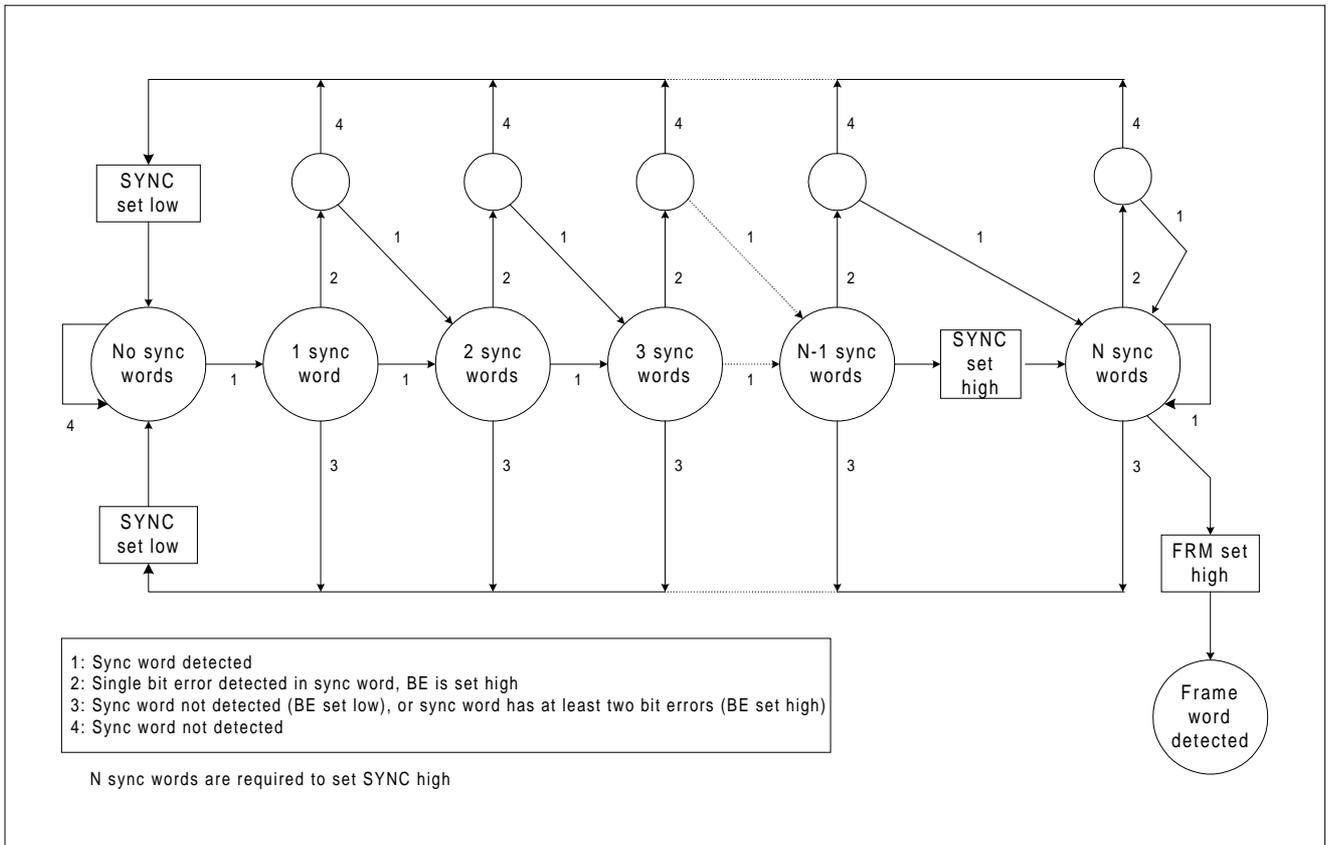 4
4
4
4
4
SYNC
set low
1
1
1
1
1
2
2
2
2
2
No sync
words
1 sync
word
2 sync
words
3 sync
words
N-1 sync
words
SYNC
set
high
N sync
words
1
1
1
1
4
1
3
3
3
3
3
SYNC
set low
FRM set
high
1: Sync word detected
2: Single bit error detected in sync word, BE is set high
3: Sync word not detected (BE set low), or sync word has at least two bit errors (BE set high)
4: Sync word not detected
Frame
word
detected
N sync words are required to set SYNC high